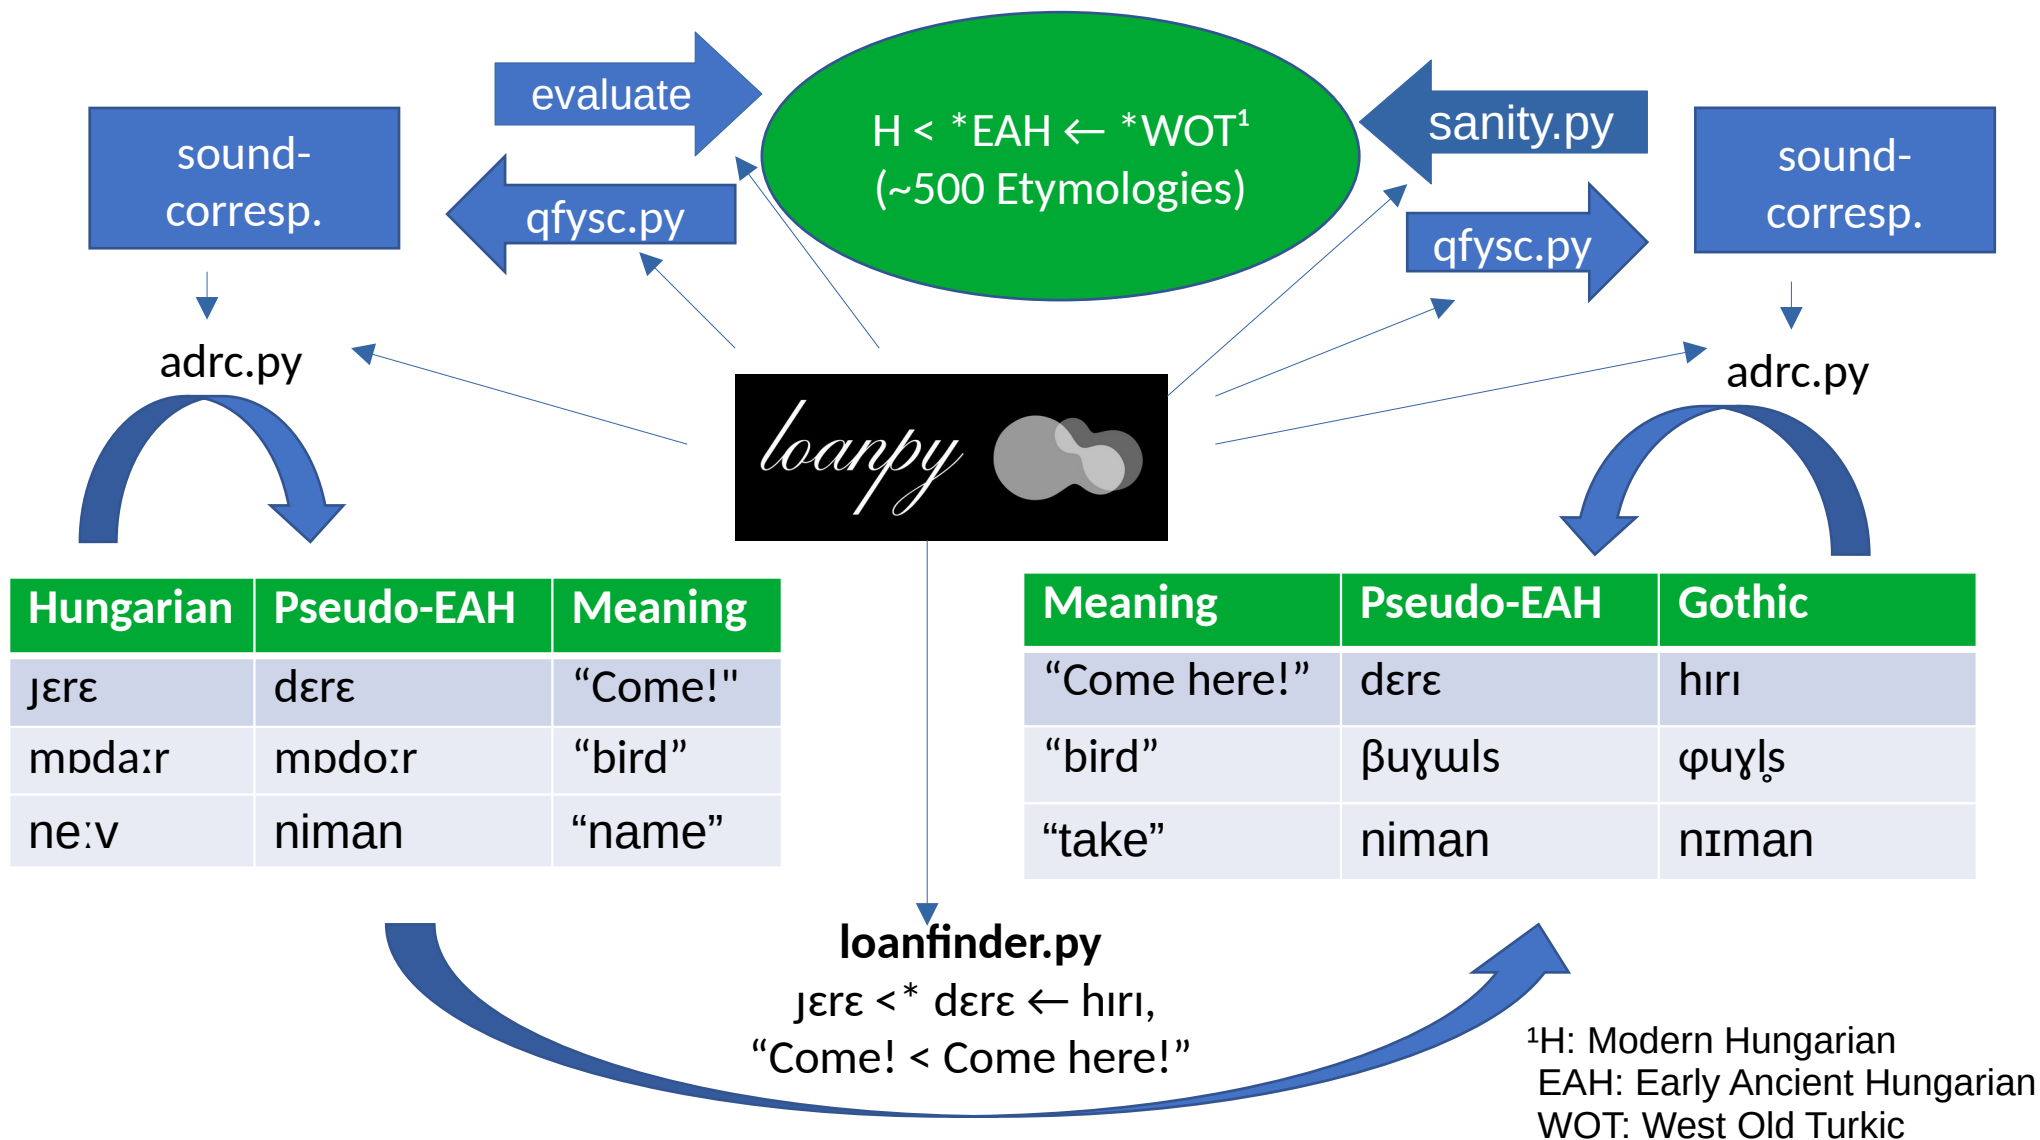 evaluate
H < *EAH ← *WOT¹
(~500 Etymologies)
sanity.py
sound-
corresp.
qfysc.py
qfysc.py
sound-
corresp.
adrc.py
adrc.py
loanpy
Hungarian Pseudo-EAH Meaning
ɟɛrɛ dɛrɛ “Come!"
mɒdaːr mɒdoːr “bird”
neːv niman “name”
Meaning Pseudo-EAH Gothic
“Come here!” dɛrɛ hɪrɪ
“bird” βuɣɯls ɸuɣl̥s
“take” niman nɪman
loanfinder.py
ɟɛrɛ <* dɛrɛ ← hɪrɪ,
“Come! < Come here!”
¹H: Modern Hungarian
EAH: Early Ancient Hungarian
WOT: West Old Turkic